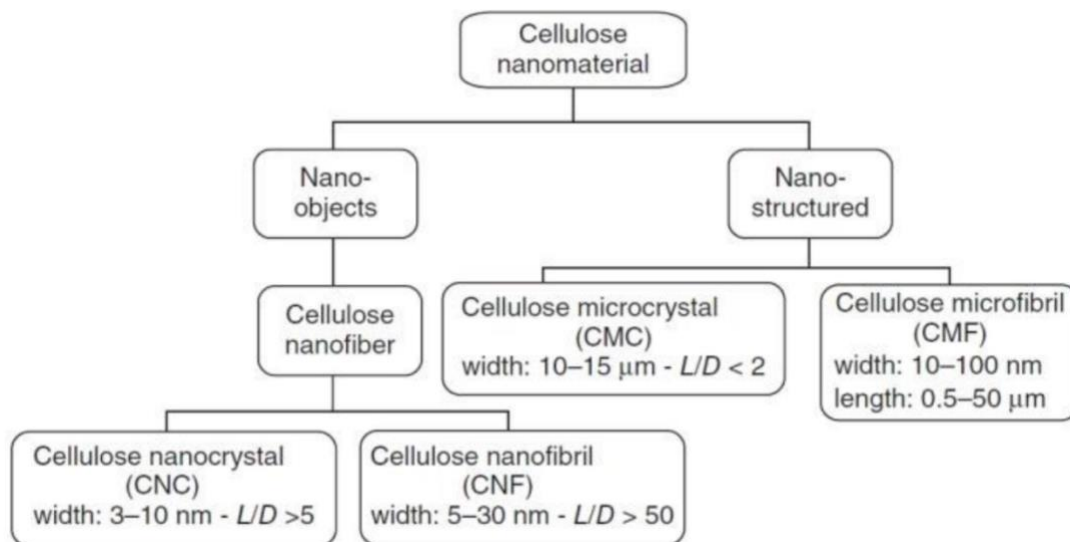 Cellulose
nanomaterial
Nano-
objects
Nano-
structured
Cellulose
nanofiber
Cellulose microcrystal
(CMC)
width: 10–15 μm - L/D < 2
Cellulose microfibril
(CMF)
width: 10–100 nm
length: 0.5–50 μm
Cellulose nanocrystal
(CNC)
width: 3–10 nm - L/D >5
Cellulose nanofibril
(CNF)
width: 5–30 nm - L/D > 50